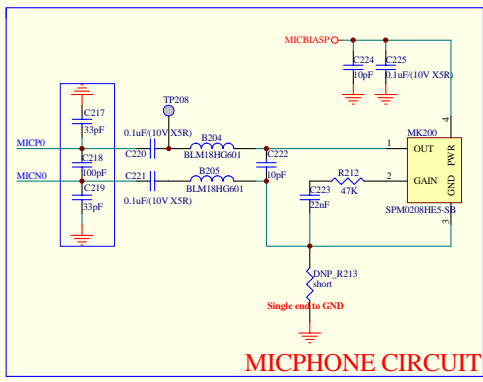 MICBIASP
C224
10pF
C225
0.1uF/(10V X5R)
TP208
C217
33pF
0.1uF/(10V X5R)
B204
MICP0
C220
BLM18HG601
C218
100pF
C222
10pF
MICN0
C221
B205
BLM18HG601
C219
33pF
0.1uF/(10V X5R)
C223
22nF
R212
47K
4
MK200
1
OUT
PWR
2
GAIN
GND
3
SPM0208HE5-SB
DNP_R213
short
Single end to GND
MICPHONE CIRCUIT